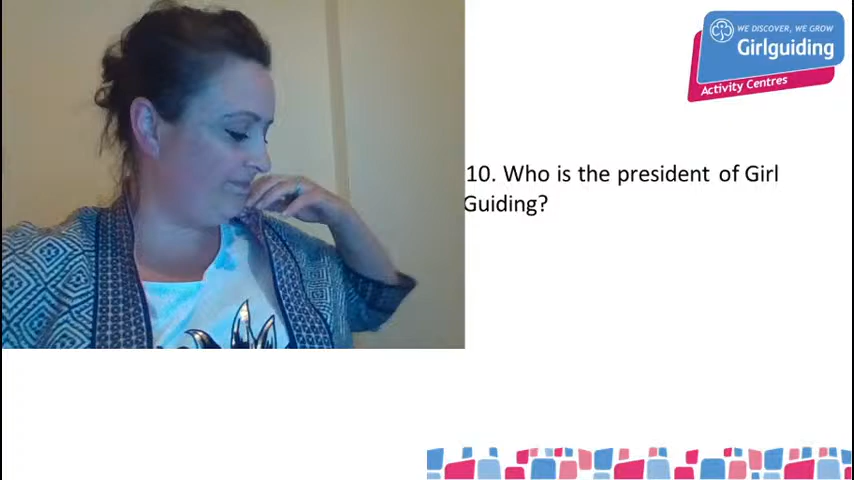 WE DISCOVER, WE GROW
Girlguiding
Activity Centres
10. Who is the president of Girl
Guiding?